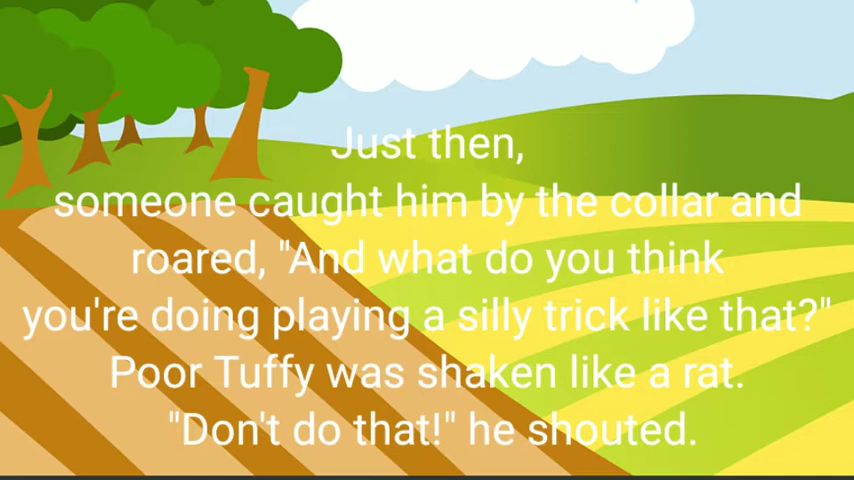 Just then,
someone caught him by the collar and
roared, "And what do you think
you're doing playing a silly trick like that?"
Poor Tuffy was shaken like a rat.
"Don't do that!" he shouted.